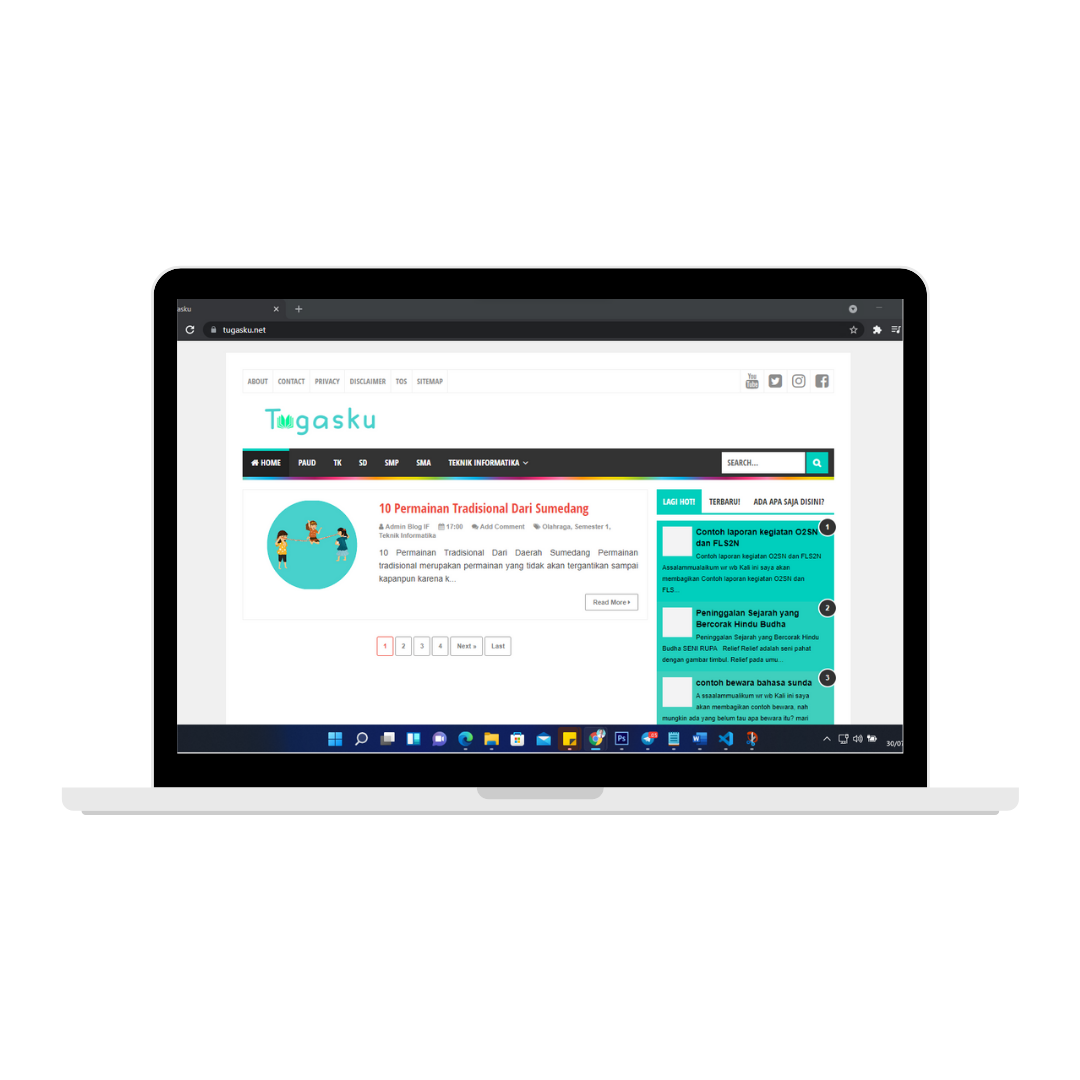 asku
tugasku.net
ABOUT CONTACT PRIVACY DISCLAIMER TOS SITEMAP
You Tube
Tugasku
HOME PAUD TK SD SMP SMA TEKNIK INFORMATIKA
SEARCH...
10 Permainan Tradisional Dari Sumedang
Admin Blog IF 17:00 Add Comment Olahraga, Semester 1,
Teknik Informatika
10 Permainan Tradisional Dari Daerah Sumedang Permainan
tradisional merupakan permainan yang tidak akan tergantikan sampai
kapanpun karena k...
Read More
1 2 3 4 Next » Last
LAGI HOT! TERBARU! ADA APA SAJA DISINI?
1
Contoh laporan kegiatan O2SN
dan FLS2N
Contoh laporan kegiatan O2SN dan FLS2N
Assalammualaikum wr wb Kali ini saya akan
membagikan Contoh laporan kegiatan O2SN dan
FLS...
2
Peninggalan Sejarah yang
Bercorak Hindu Budha
Peninggalan Sejarah yang Bercorak Hindu
Budha SENI RUPA Relief Relief adalah seni pahat
dengan gambar timbul. Relief pada umu...
3
contoh bewara bahasa sunda
A ssaalammualikum wr wb Kali ini saya
akan membagikan contoh bewara, nah
mungkin ada yang belum tau apa bewara itu? mari
Ps
W
30/07